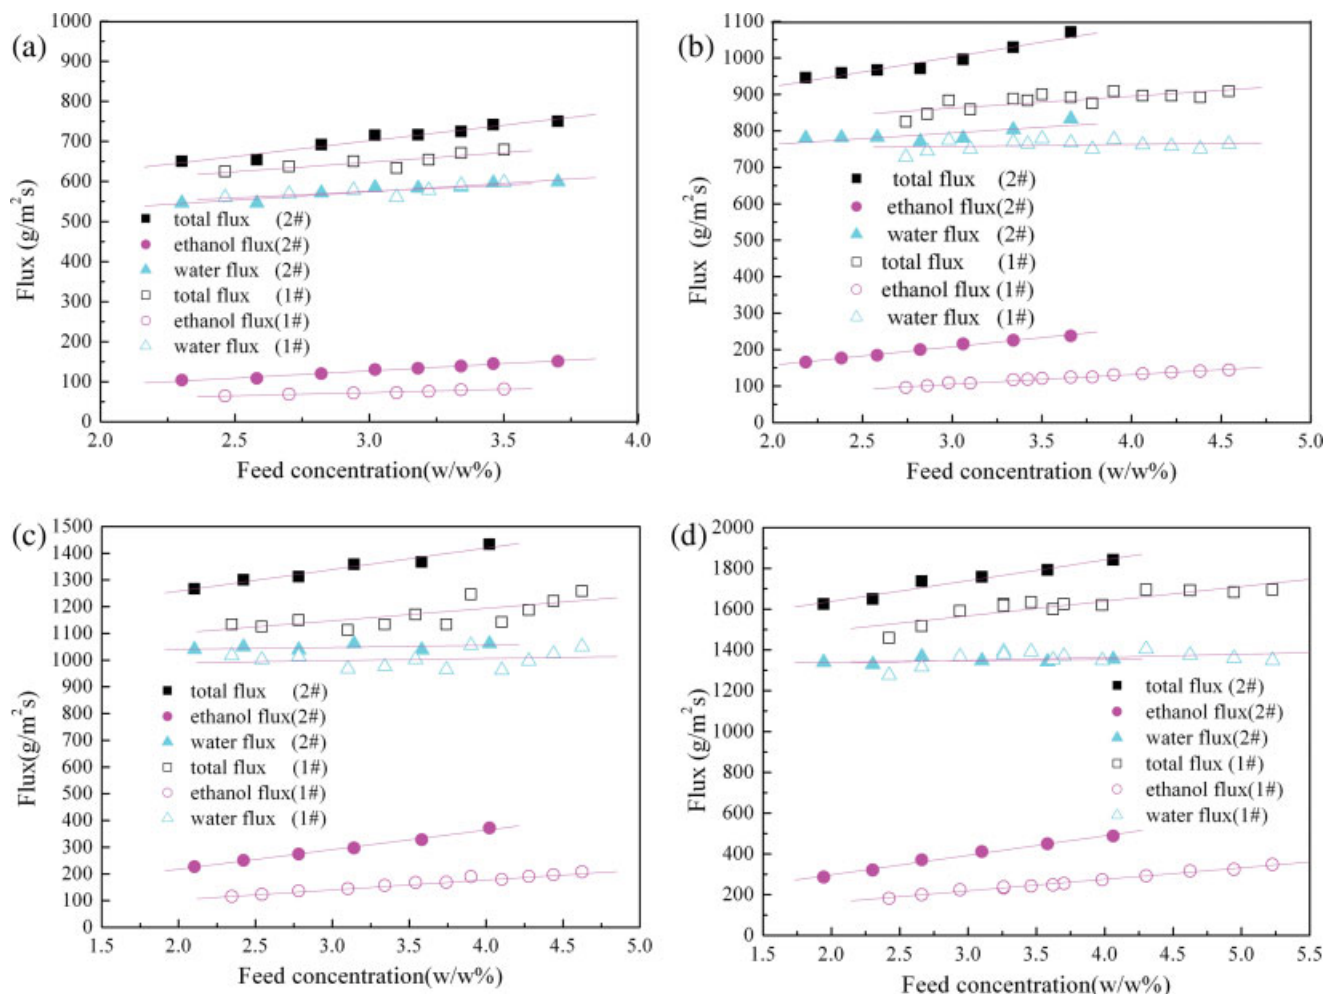 (a)
1000
900
800
700
600
500
400
300
200
100
0
Flux (g/m²s)
total flux (2#)
ethanol flux(2#)
water flux (2#)
total flux (1#)
ethanol flux(1#)
water flux (1#)
2.0 2.5 3.0 3.5 4.0
Feed concentration(w/w%)
(b)
1100
1000
900
800
700
600
500
400
300
200
100
0
Flux (g/m²s)
total flux (2#)
ethanol flux(2#)
water flux (2#)
total flux (1#)
ethanol flux(1#)
water flux (1#)
2.0 2.5 3.0 3.5 4.0 4.5 5.0
Feed concentration (w/w%)
(c)
1500
1400
1300
1200
1100
1000
900
800
700
600
500
400
300
200
100
0
Flux(g/m²s)
total flux (2#)
ethanol flux(2#)
water flux (2#)
total flux (1#)
ethanol flux(1#)
water flux (1#)
1.5 2.0 2.5 3.0 3.5 4.0 4.5 5.0
Feed concentration(w/w%)
(d)
2000
1800
1600
1400
1200
1000
800
600
400
200
0
Flux (g/m²s)
total flux (2#)
ethanol flux(2#)
water flux(2#)
total flux (1#)
ethanol flux(1#)
water flux(1#)
1.5 2.0 2.5 3.0 3.5 4.0 4.5 5.0 5.5
Feed concentration(w/w%)